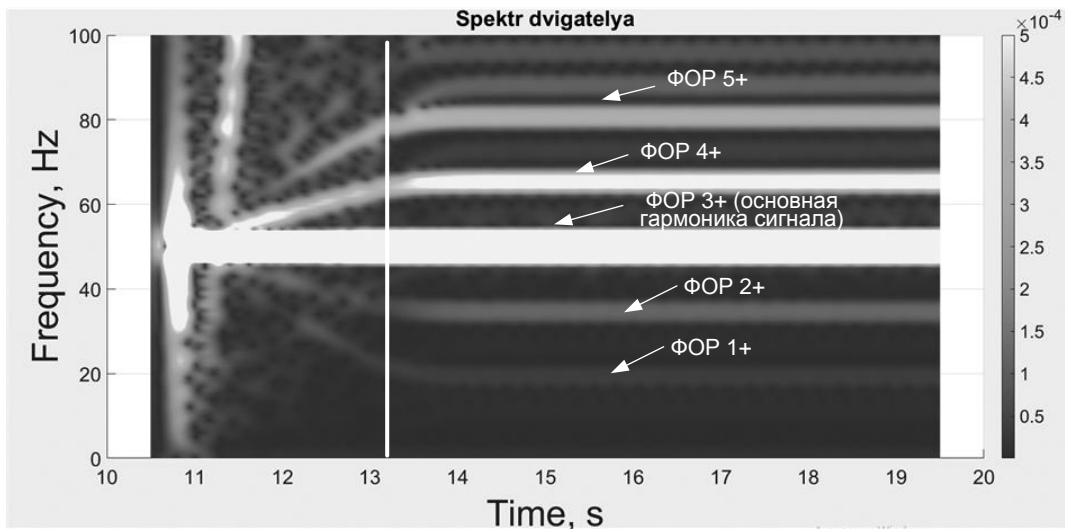 Spektr dvigatelya
×10⁻⁴
100
80
60
40
20
0
Frequency, Hz
ФОР 5+
ФОР 4+
ФОР 3+ (основная
гармоника сигнала)
ФОР 2+
ФОР 1+
5
4.5
4
3.5
3
2.5
2
1.5
1
0.5
10 11 12 13 14 15 16 17 18 19 20
Time, s